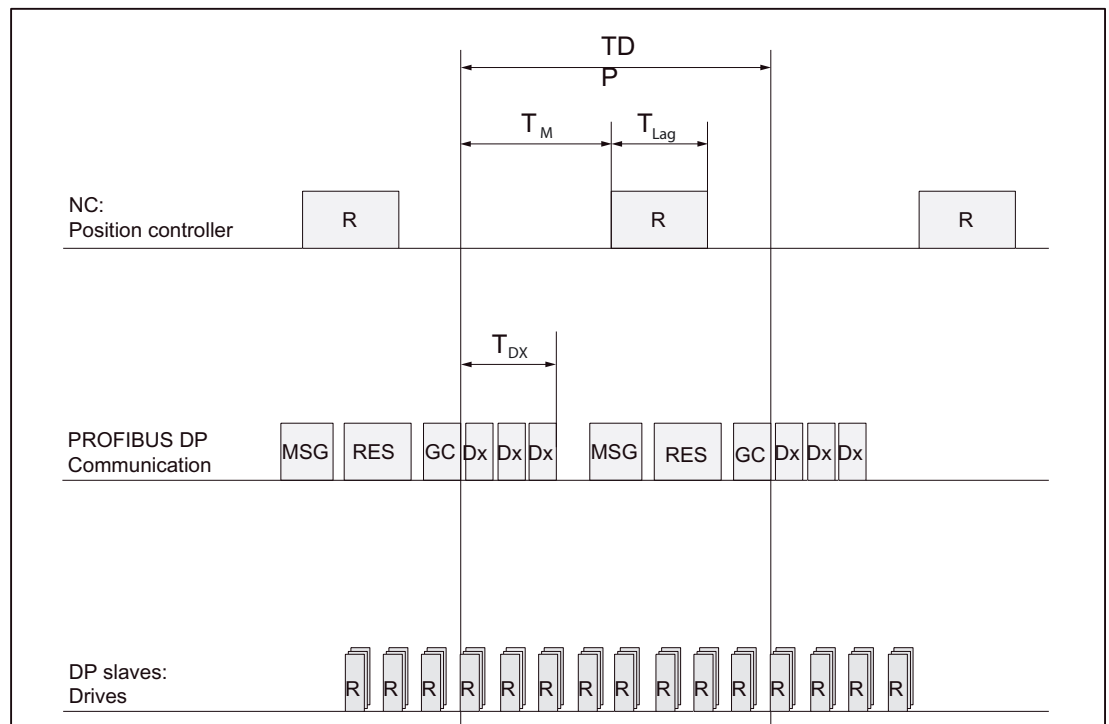 TD
P
T M
T Lag
NC:
Position controller
R R R
T DX
PROFIBUS DP
Communication
MSG RES GC Dx Dx Dx MSG RES GC Dx Dx Dx
DP slaves:
Drives
R R R R R R R R R R R R R R R